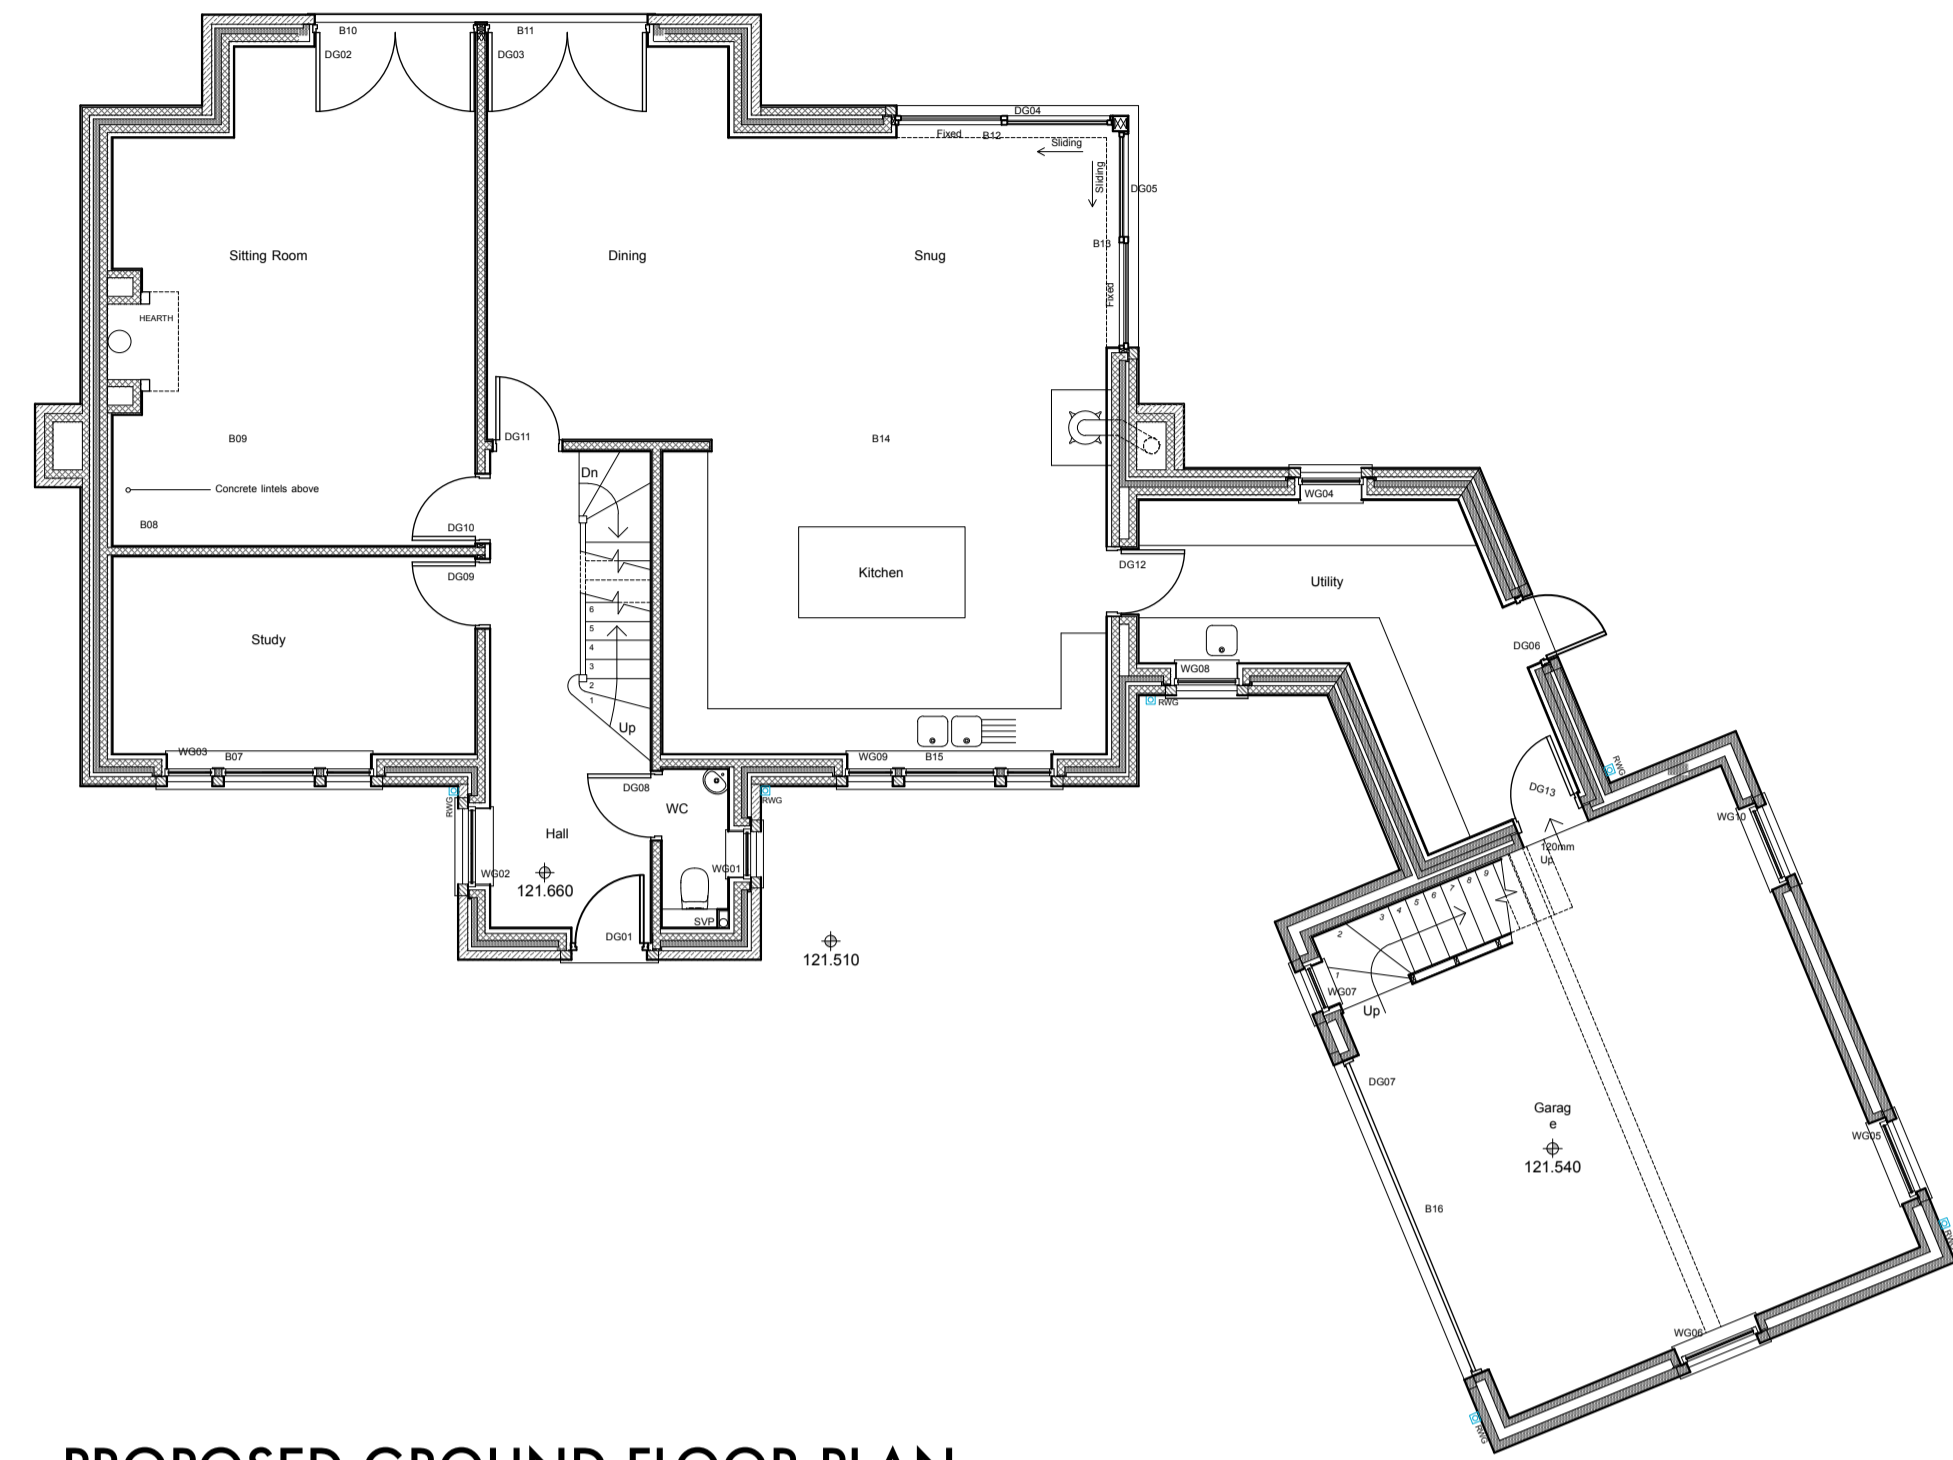 B10
B11
DG02
DG03
DG04
Fixed
B12
Sliding
Sliding
DG05
B13
Fixed
Sitting Room
Dining
Snug
HEARTH
B09
DG11
B14
Dn
Concrete lintels above
B08
DG10
WG04
DG09
DG12
Kitchen
Utility
Study
6
5
4
3
2
1
Up
DG06
WG08
RWG
WG03
B07
WG09
B15
RWG
DG08
WC
RWG
RWG
DG13
WG10
Hall
WG02
WG01
121.660
120mm
Up
SVP
DG01
121.510
9
8
7
6
5
4
3
2
1
WG07
Up
DG07
Garag
e
121.540
WG05
B16
RWG
WG06
RWG
PROPOSED GROUND FLOOR PLAN